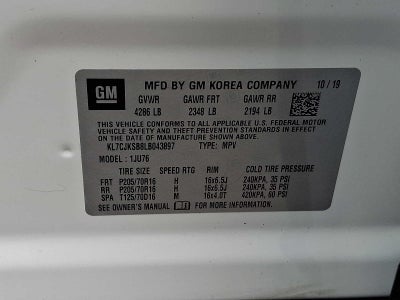 GM
MFD BY GM KOREA COMPANY 10/19
GVWR GAWR FRT GAWR RR
4286 LB 2348 LB 2194 LB
THIS VEHICLE CONFORMS TO ALL APPLICABLE U.S. FEDERAL
MOTOR VEHICLE SAFETY, BUMPER, AND THEFT PREVENTION
STANDARDS IN EFFECT ON THE DATE OF MANUFACTURE
SHOWN ABOVE.
KL7CJKSB8LB043897 TYPE: MPV
MODEL: 1JU76
TIRE SIZE SPEED RTG RIM COLD TIRE PRESSURE
FRT P205/70R16 H 16x6.5J 240KPA, 35 PSI
RR P205/70R16 H 16x6.5J 240KPA, 35 PSI
SPA T125/70D16 M 16x4.0T 420KPA, 60 PSI
SEE OWNER'S MANUAL FOR MORE INFORMATION.